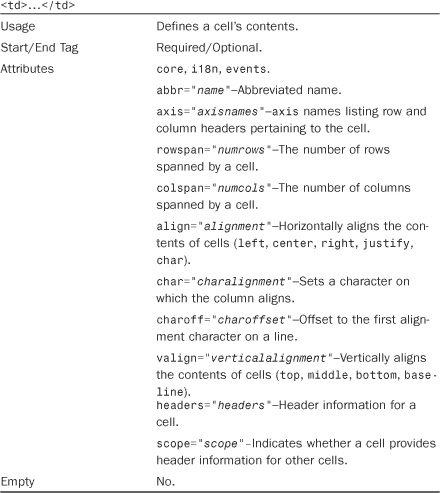 <td>...</td>
Usage Defines a cell's contents.
Start/End Tag Required/Optional.
Attributes core, i18n, events.
abbr="name"–Abbreviated name.
axis="axisnames"–axis names listing row and
column headers pertaining to the cell.
rowspan="numrows"–The number of rows
spanned by a cell.
colspan="numcols"–The number of columns
spanned by a cell.
align="alignment"–Horizontally aligns the con-
tents of cells (left, center, right, justify,
char).
char="charalignment"–Sets a character on
which the column aligns.
charoff="charoffset"–Offset to the first align-
ment character on a line.
valign="verticalalignment"–Vertically aligns
the contents of cells (top, middle, bottom, base-
line).
headers="headers"–Header information for a
cell.
scope="scope"–Indicates whether a cell provides
header information for other cells.
Empty No.